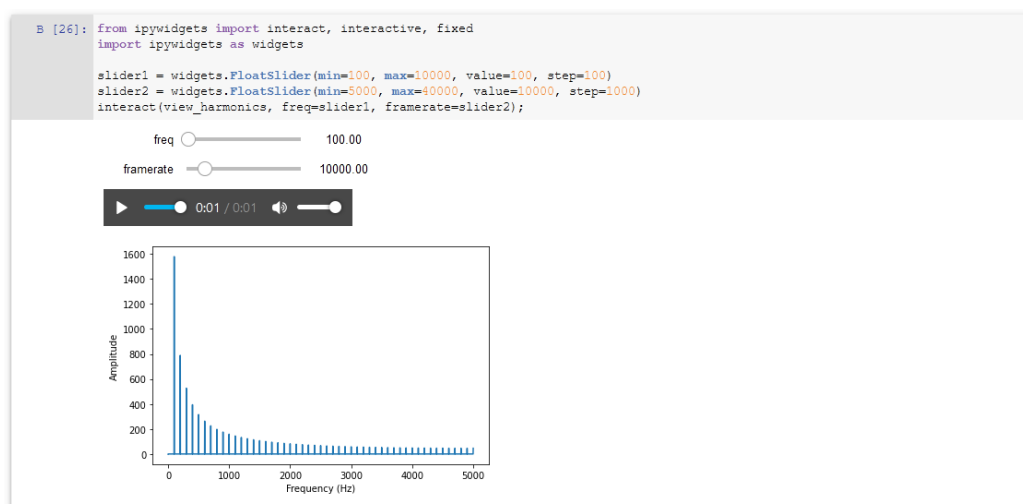 B [26]: from ipywidgets import interact, interactive, fixed
import ipywidgets as widgets
slider1 = widgets.FloatSlider(min=100, max=10000, value=100, step=100)
slider2 = widgets.FloatSlider(min=5000, max=40000, value=10000, step=1000)
interact(view_harmonics, freq=slider1, framerate=slider2);
freq 100.00
framerate 10000.00
0:01 / 0:01
1600
1400
1200
1000
800
600
400
200
0
Amplitude
0 1000 2000 3000 4000 5000
Frequency (Hz)